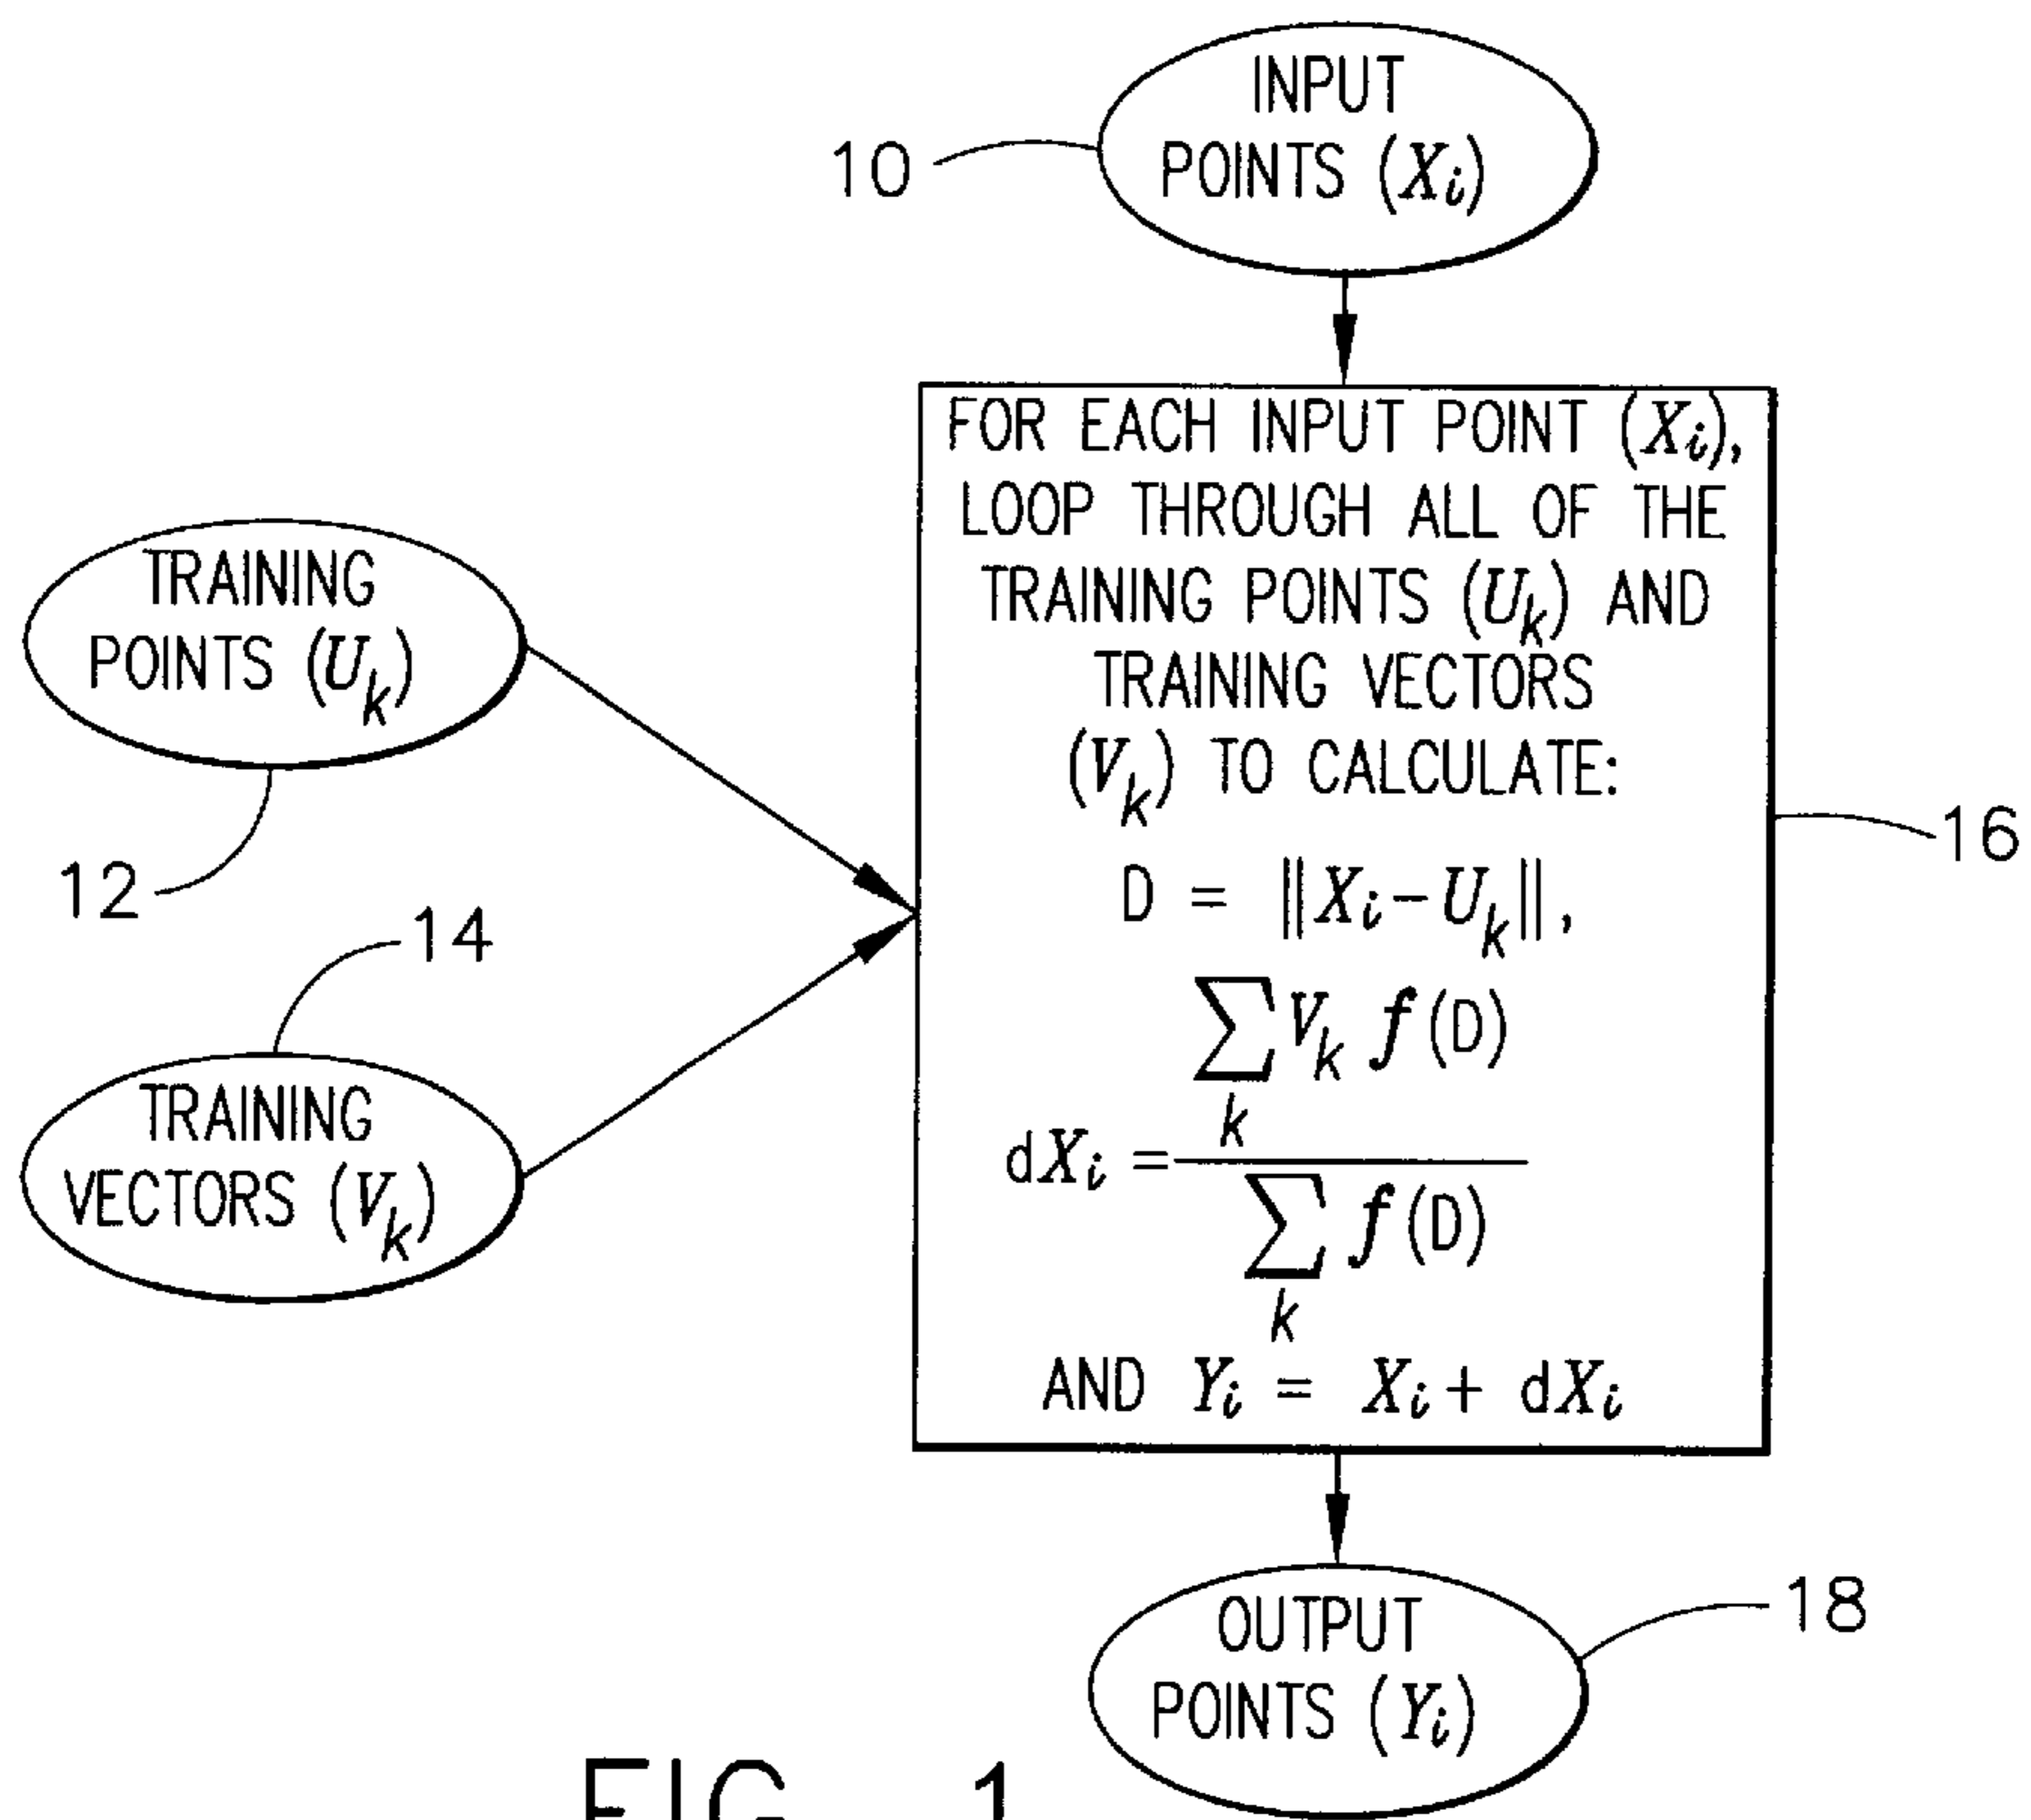 INPUT
POINTS (Xi)
10
FOR EACH INPUT POINT (Xi),
LOOP THROUGH ALL OF THE
TRAINING POINTS (Uk) AND
TRAINING VECTORS
(Vk) TO CALCULATE:
D = ||Xi - Uk||,
∑ Vk f(D)
k
dXi =
∑ f(D)
k
AND Yi = Xi + dXi
16
TRAINING
POINTS (Uk)
12
14
TRAINING
VECTORS (Vk)
OUTPUT
POINTS (Yi)
18
FIG. 1